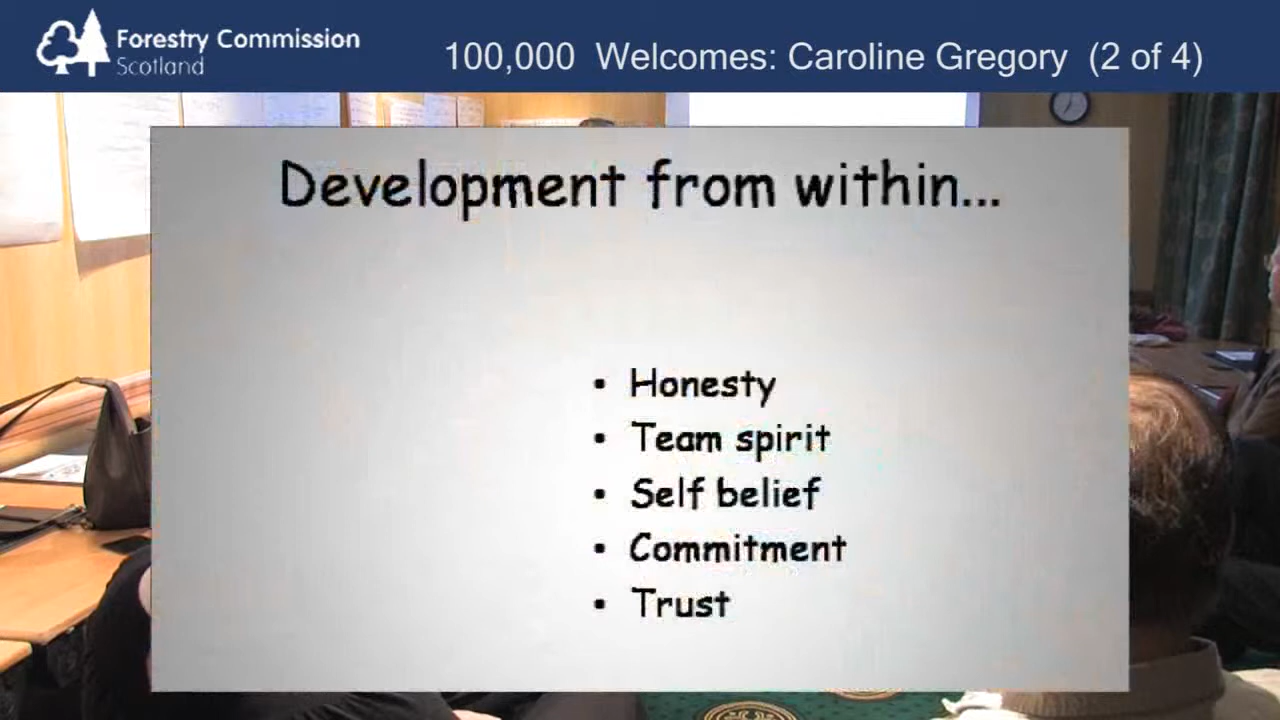 Forestry Commission
Scotland
100,000 Welcomes: Caroline Gregory (2 of 4)
Development from within...
• Honesty
• Team spirit
• Self belief
• Commitment
• Trust